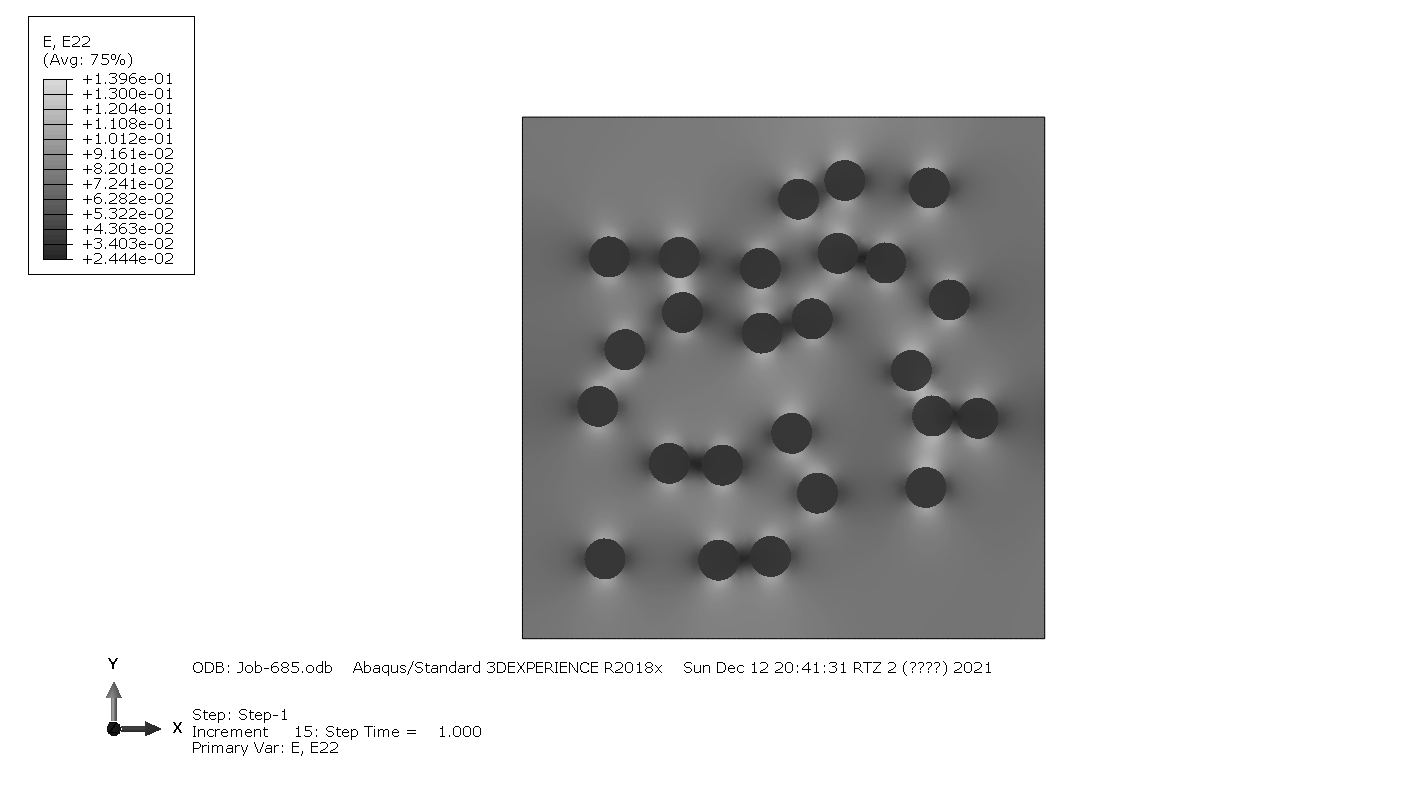 E, E22
(Avg: 75%)
+1.396e-01
+1.300e-01
+1.204e-01
+1.108e-01
+1.012e-01
+9.161e-02
+8.201e-02
+7.241e-02
+6.282e-02
+5.322e-02
+4.363e-02
+3.403e-02
+2.444e-02
Y
X
ODB: Job-685.odb Abaqus/Standard 3DEXPERIENCE R2018x Sun Dec 12 20:41:31 RTZ 2 (????) 2021
Step: Step-1
Increment 15: Step Time = 1.000
Primary Var: E, E22